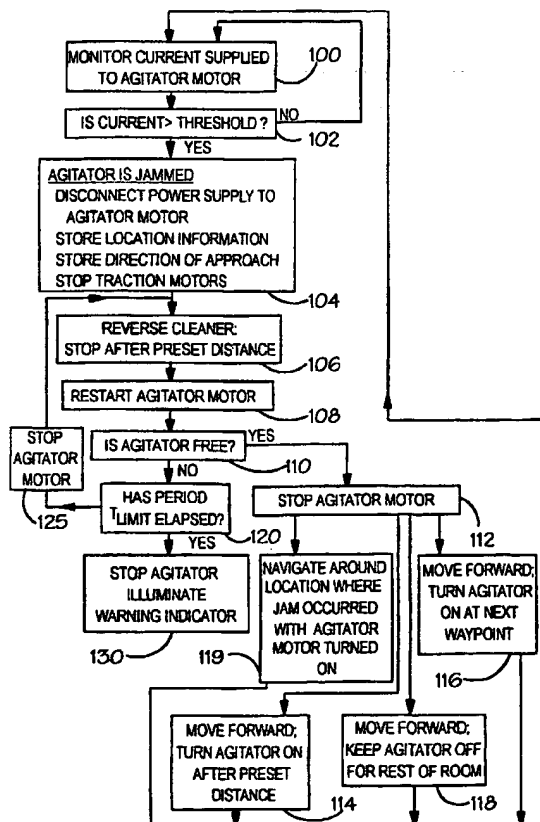 MONITOR CURRENT SUPPLIED
TO AGITATOR MOTOR
100
IS CURRENT> THRESHOLD ?
NO
102
YES
AGITATOR IS JAMMED
DISCONNECT POWER SUPPLY TO
AGITATOR MOTOR
STORE LOCATION INFORMATION
STORE DIRECTION OF APPROACH
STOP TRACTION MOTORS
104
REVERSE CLEANER:
STOP AFTER PRESET DISTANCE
106
RESTART AGITATOR MOTOR
108
IS AGITATOR FREE?
YES
110
NO
STOP
AGITATOR
MOTOR
125
HAS PERIOD
TLIMIT ELAPSED?
120
YES
STOP AGITATOR MOTOR
112
STOP AGITATOR
ILLUMINATE
WARNING INDICATOR
130
NAVIGATE AROUND
LOCATION WHERE
JAM OCCURRED
WITH AGITATOR
MOTOR TURNED
ON
119
MOVE FORWARD;
TURN AGITATOR
ON AT NEXT
WAYPOINT
116
MOVE FORWARD;
TURN AGITATOR ON
AFTER PRESET
DISTANCE
114
MOVE FORWARD;
KEEP AGITATOR OFF
FOR REST OF ROOM
118